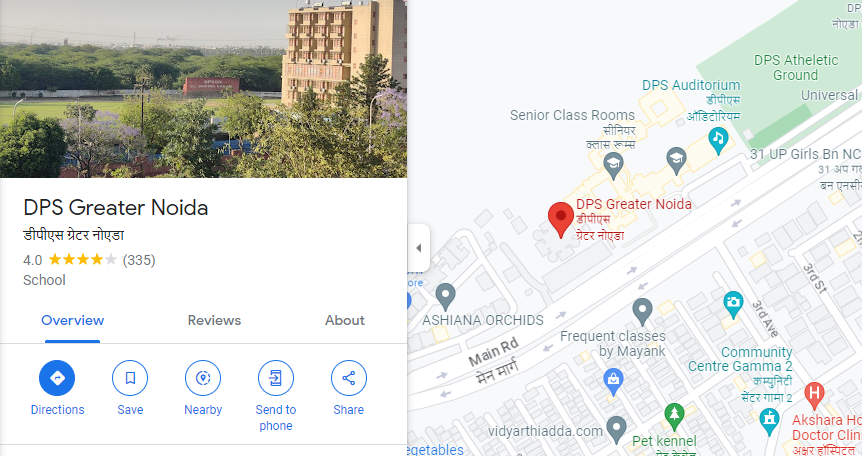 DPS Greater Noida
डीपीएस ग्रेटर नोएडा
4.0 (335)
School
Overview
Reviews
About
Directions
Save
Nearby
Send to
phone
Share
DPS Atheletic
Ground
DPS Auditorium
डीपीएस
ऑडिटोरियम
Universal
Senior Class Rooms
सीनियर
क्लास रूम्स
31 UP Girls Bn NC
31 अप गर
बन एनसी
DPS Greater Noida
डीपीएस
ग्रेटर नोएडा
ore
ASHIANA ORCHIDS
Main Rd
मेन मार्ग
Frequent classes
by Mayank
3rd St
3rd Ave
Community
Centre Gamma 2
कम्युनिटी
सेंटर गामा 2
vidyarthiadda.com
Pet kennel
Akshara Ho
Doctor Clini
अक्षर हॉस्पिटल
egetables
DP
नोएडा